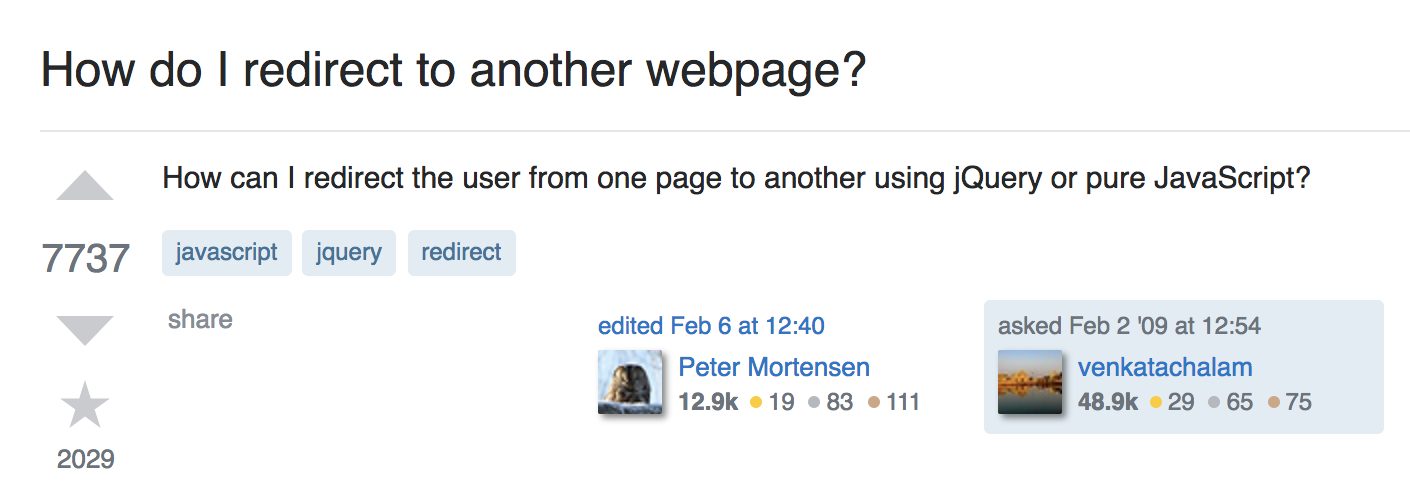 How do I redirect to another webpage?
How can I redirect the user from one page to another using jQuery or pure JavaScript?
7737
javascript jquery redirect
share
edited Feb 6 at 12:40
Peter Mortensen
12.9k 19 83 111
asked Feb 2 '09 at 12:54
venkatachalam
48.9k 29 65 75
2029